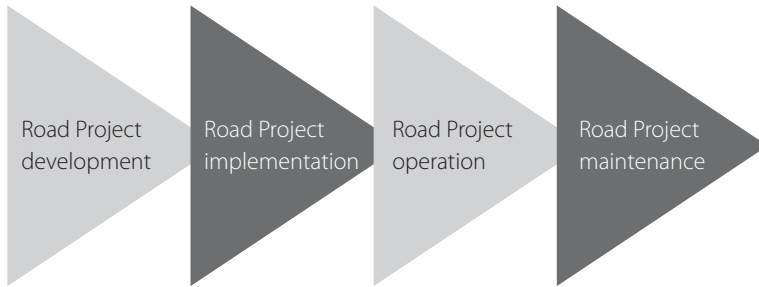 Road Project
development
Road Project
implementation
Road Project
operation
Road Project
maintenance